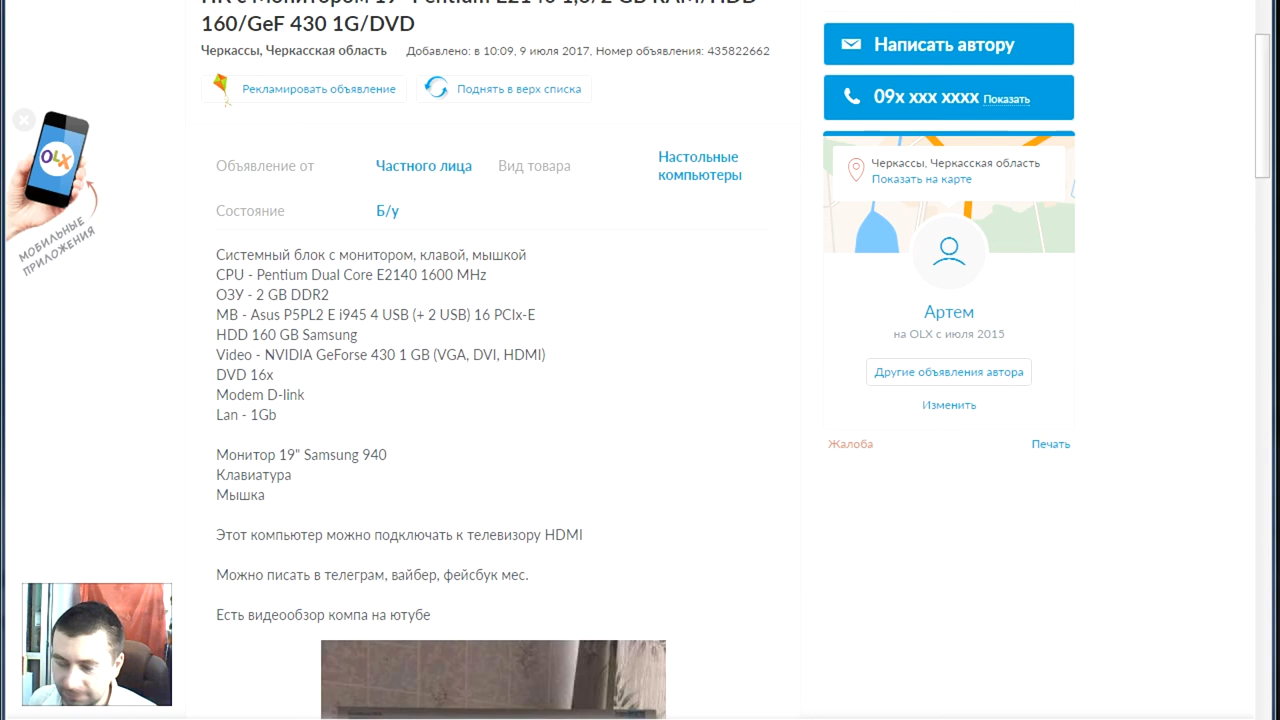 160/GeF 430 1G/DVD
Черкассы, Черкасская область Добавлено: в 10:09, 9 июля 2017, Номер объявления: 435822662
Рекламировать объявление Поднять в верх списка
Объявление от Частного лица Вид товара Настольные компьютеры
Состояние Б/у
Системный блок с монитором, клавой, мышкой
CPU - Pentium Dual Core E2140 1600 MHz
ОЗУ - 2 GB DDR2
MB - Asus P5PL2 E i945 4 USB (+ 2 USB) 16 PCIx-E
HDD 160 GB Samsung
Video - NVIDIA GeForse 430 1 GB (VGA, DVI, HDMI)
DVD 16x
Modem D-link
Lan - 1Gb
Монитор 19" Samsung 940
Клавиатура
Мышка
Этот компьютер можно подключать к телевизору HDMI
Можно писать в телеграм, вайбер, фейсбук мес.
Есть видеообзор компа на ютубе
Написать автору
09x xxx xxxx Показать
Черкассы, Черкасская область
Показать на карте
Артем
на OLX с июля 2015
Другие объявления автора
Изменить
Жалоба Печать
OLX
МОБИЛЬНЫЕ
ПРИЛОЖЕНИЯ